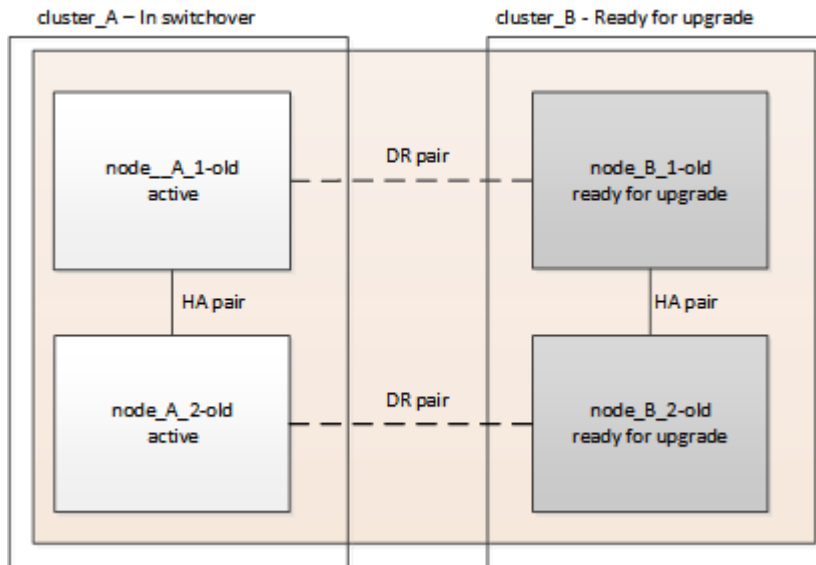 cluster_A – In switchover
cluster_B - Ready for upgrade
node__A_1-old
active
DR pair
node_B_1-old
ready for upgrade
HA pair
HA pair
node_A_2-old
active
DR pair
node_B_2-old
ready for upgrade